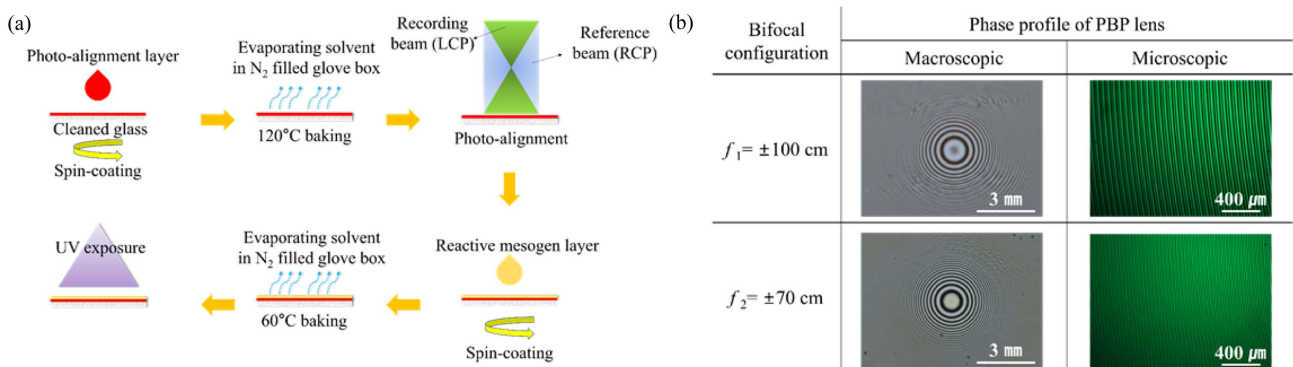 (a)
Photo-alignment layer
Cleaned glass
Spin-coating
Evaporating solvent
in N₂ filled glove box
120°C baking
Recording
beam (LCP)
Reference
beam (RCP)
Photo-alignment
Reactive mesogen layer
Spin-coating
Evaporating solvent
in N₂ filled glove box
60°C baking
UV exposure
(b)
Bifocal
configuration
Phase profile of PBP lens
Macroscopic
Microscopic
f₁= ±100 cm
3 mm
400 μm
f₂= ±70 cm
3 mm
400 μm